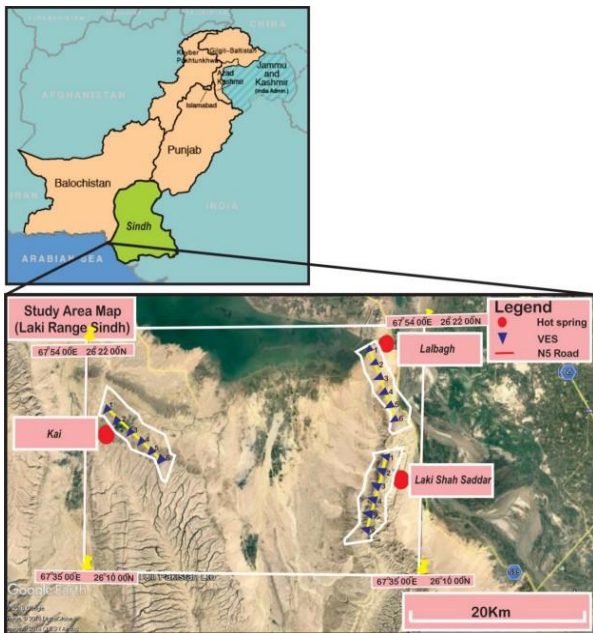 CHINA
AFGHANISTAN
Khyber
Pakhtunkhwa
Gilgit-Baltistan
Azad
Kashmir
Jammu
and
Kashmir
(India Admin.)
Islamabad
Punjab
Balochistan
IRAN
INDIA
Sindh
ARABIAN SEA
Study Area Map
(Laki Range Sindh)
67 54 00E 26 22 00N
67 54 00E 26 22 00N
Legend
Hot spring
VES
N5 Road
Lalbagh
Kai
Laki Shah Saddar
67 35 00E 26 10 00N
67 35 00E 26 10 00N
Google Earth
20Km